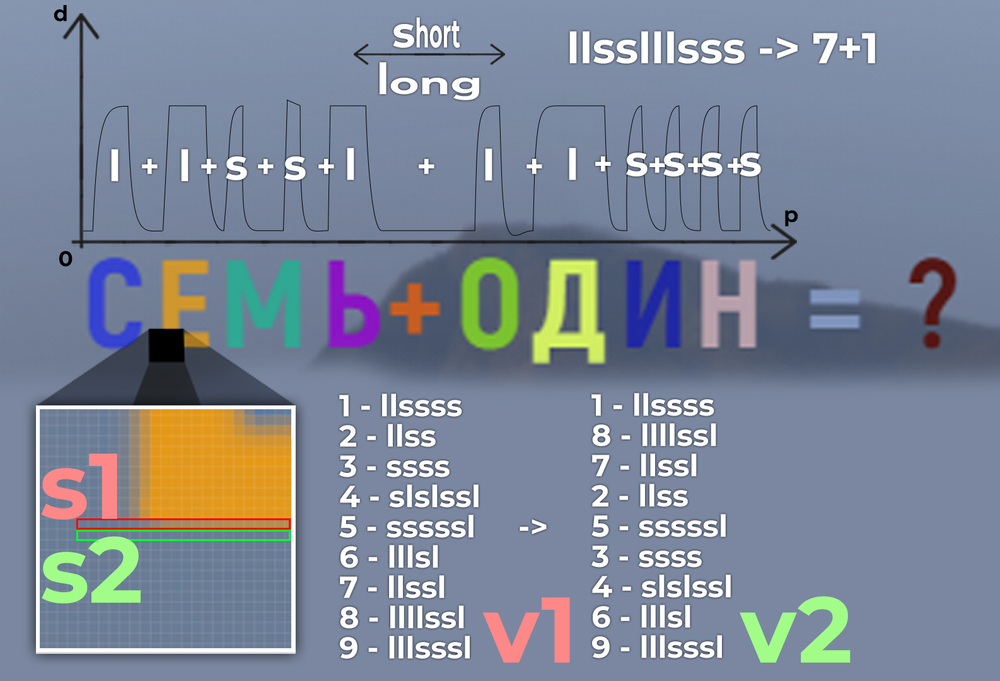 d
short
long
llsslllsss -> 7+1
l + l + s + s + l + l + l + s+s+s+s
p
0
СЕМЬ+ОДИН = ?
s1
s2
1 - llssss
2 - llss
3 - ssss
4 - slslssl
5 - sssssl
6 - lllsl
7 - llssl
8 - llllssl
9 - lllsssl
v1
->
1 - llssss
8 - llllssl
7 - llssl
2 - llss
5 - sssssl
3 - ssss
4 - slslssl
6 - lllsl
9 - lllsssl
v2